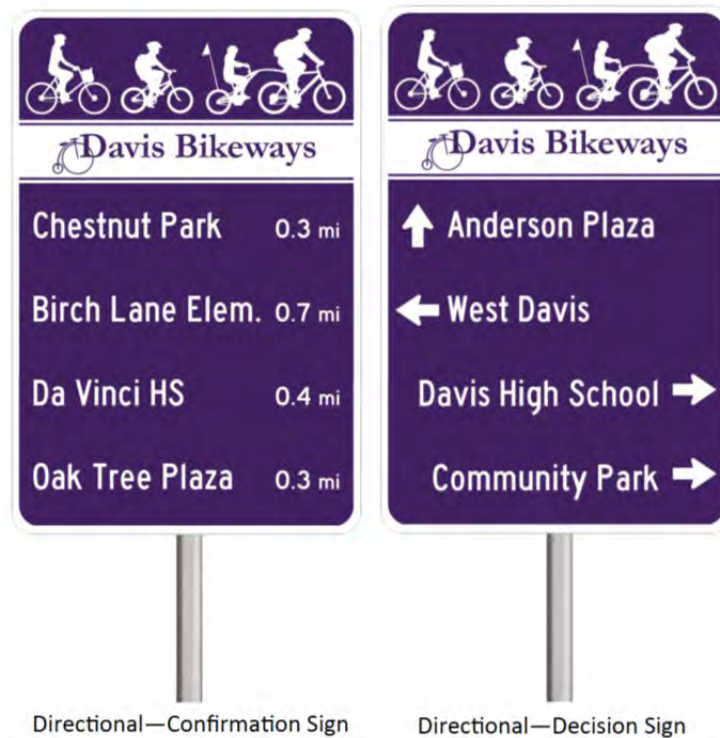 Davis Bikeways
Chestnut Park 0.3 mi
Birch Lane Elem. 0.7 mi
Da Vinci HS 0.4 mi
Oak Tree Plaza 0.3 mi
Directional—Confirmation Sign
Davis Bikeways
Anderson Plaza
West Davis
Davis High School
Community Park
Directional—Decision Sign